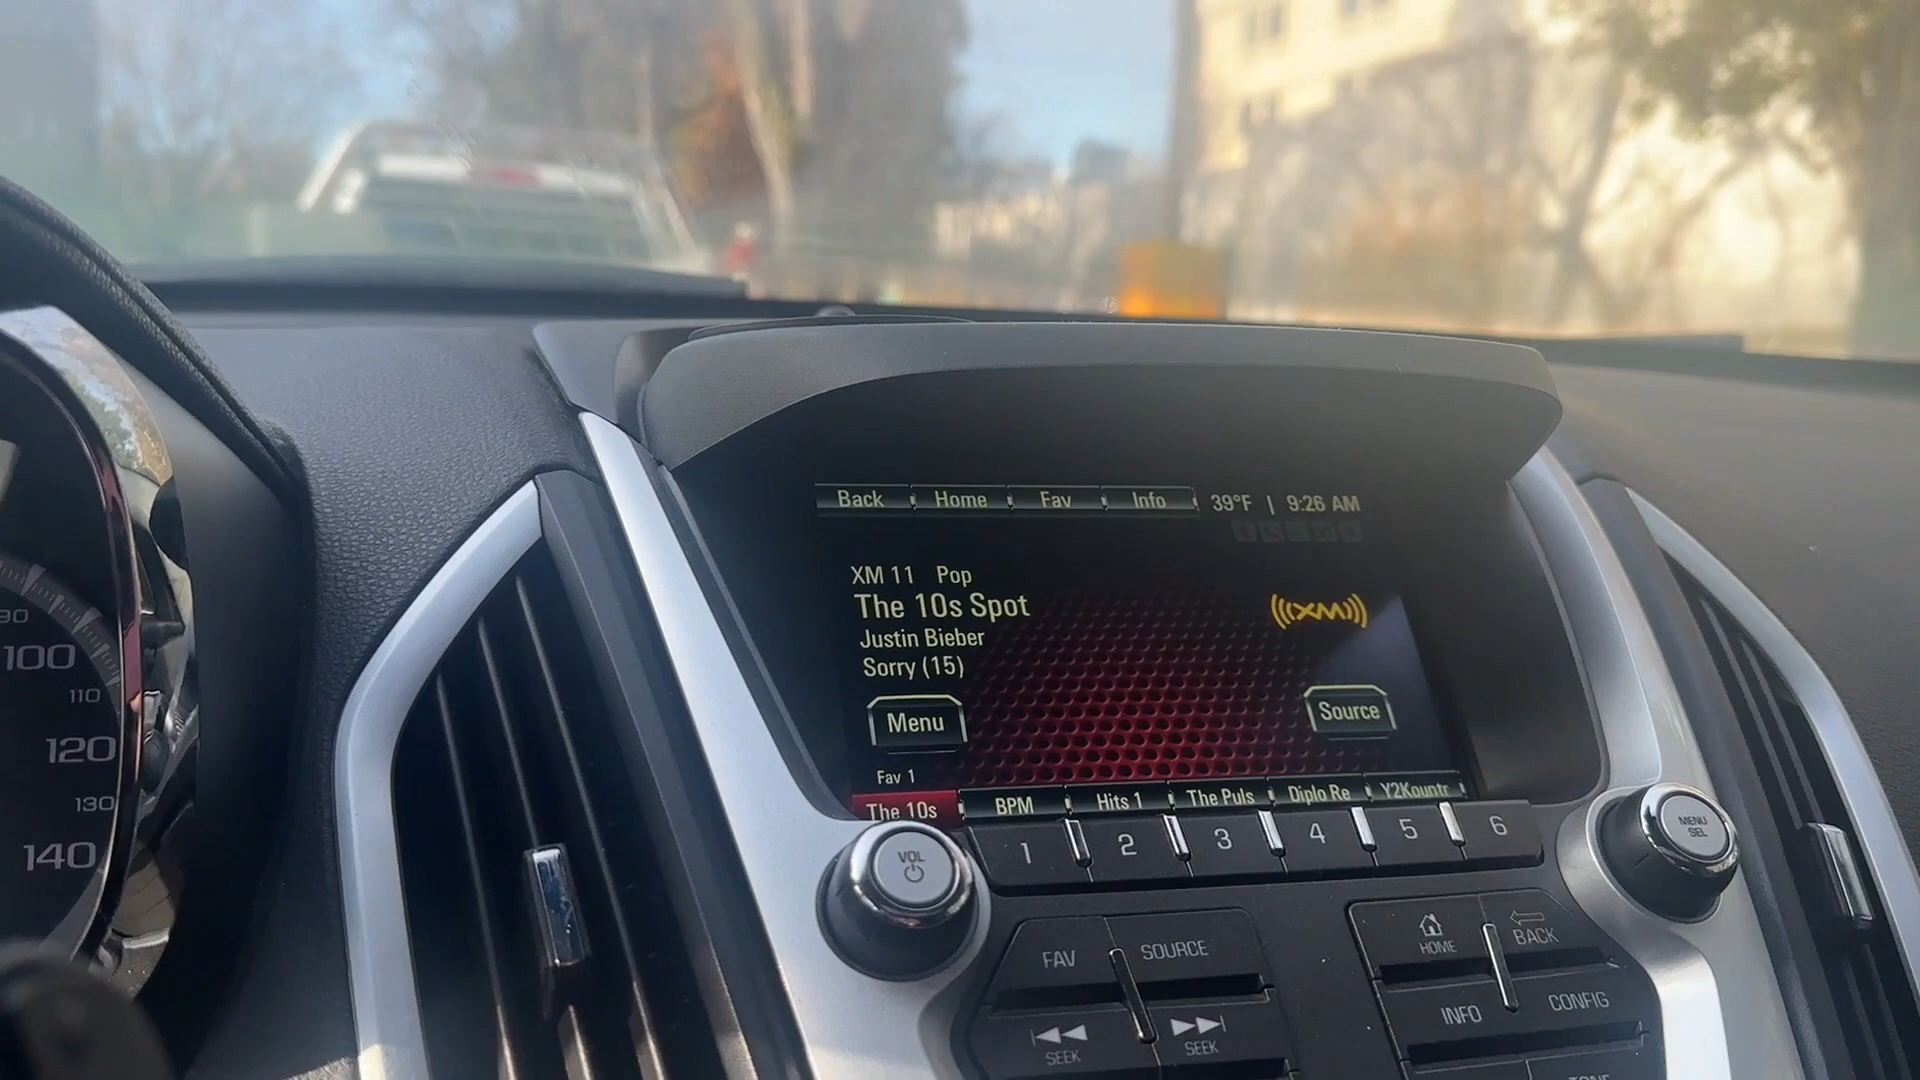 Back Home Fav Info 39°F | 9:26 AM
XM 11 Pop
The 10s Spot
((XM))
Justin Bieber
Sorry (15)
Menu
Source
Fav 1
The 10s BPM Hits 1 The Puls Diplo Re Y2Kountr
1 2 3 4 5 6
VOL
MENU
SEL
FAV SOURCE
HOME BACK
INFO CONFIG
SEEK SEEK
100
110
120
130
140